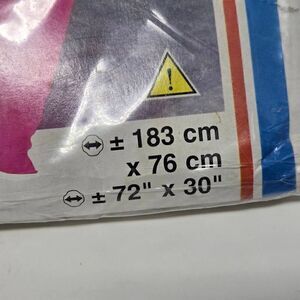 ± 183 cm
x 76 cm
± 72" x 30"